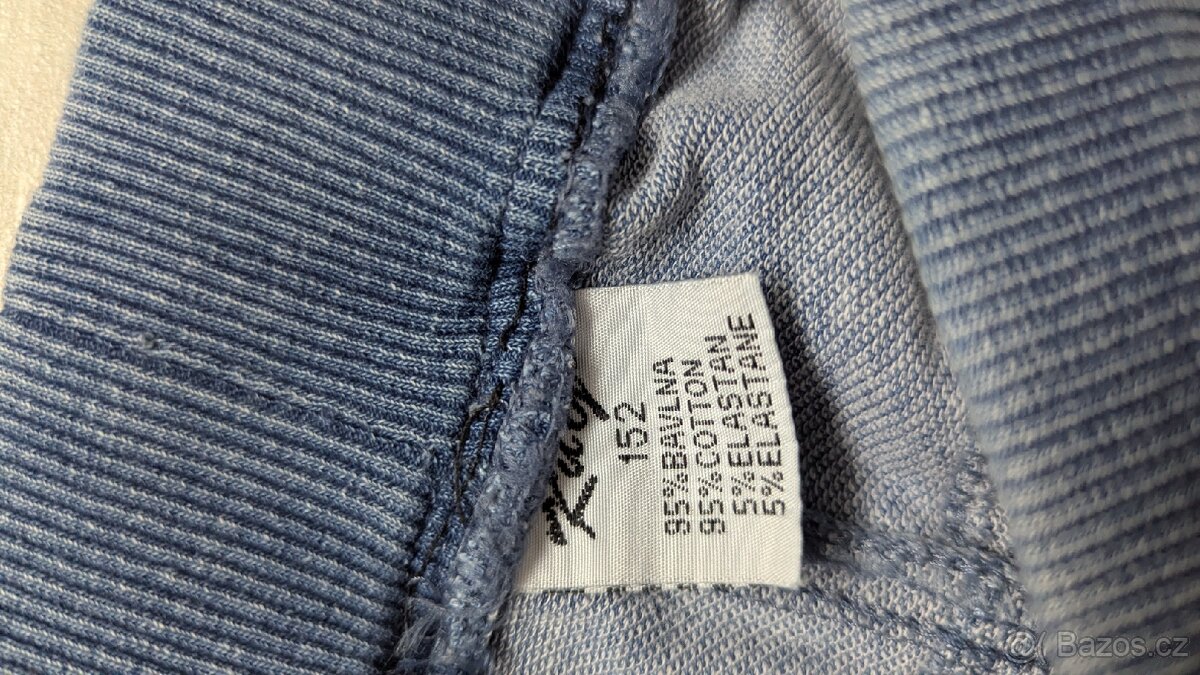 152
95%BAVLNA
95%COTTON
5%ELASTAN
5%ELASTANE
Bazos.cz